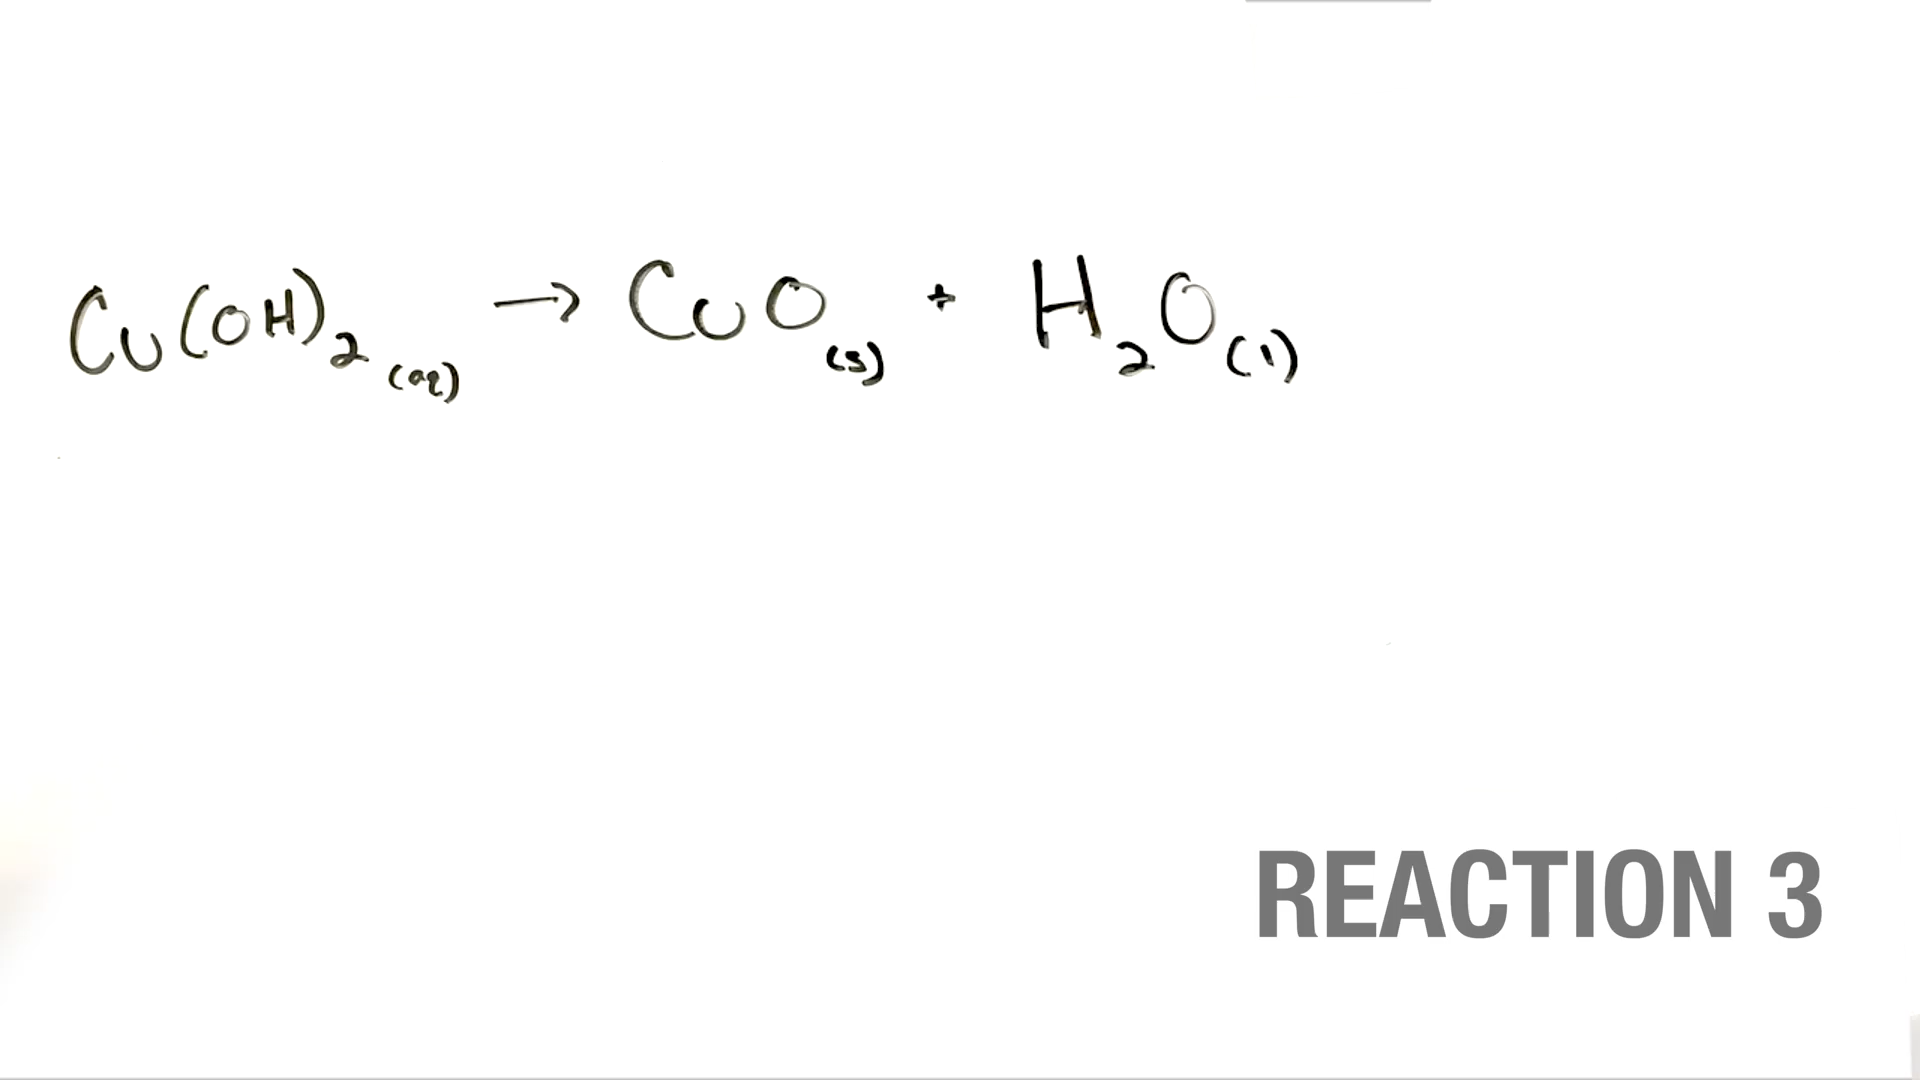 Cu(OH)₂(aq) → CuO(s) + H₂O(l)
REACTION 3